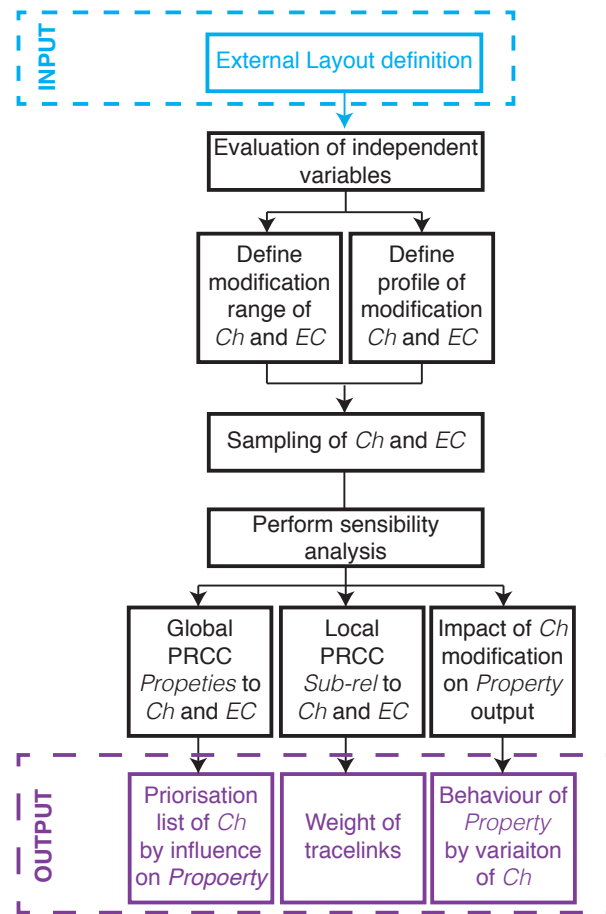 INPUT
External Layout definition
Evaluation of independent
variables
Define
modification
range of
Ch and EC
Define
profile of
modification
Ch and EC
Sampling of Ch and EC
Perform sensibility
analysis
Global
PRCC
Propeties to
Ch and EC
Local
PRCC
Sub-rel to
Ch and EC
Impact of Ch
modification
on Property
output
OUTPUT
Priorisation
list of Ch
by influence
on Propoerty
Weight of
tracelinks
Behaviour of
Property
by variaiton
of Ch